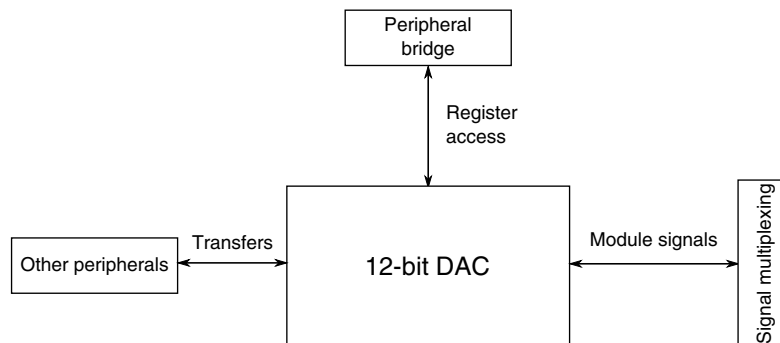 Peripheral
bridge
Register
access
Transfers
Module signals
Other peripherals
12-bit DAC
Signal multiplexing